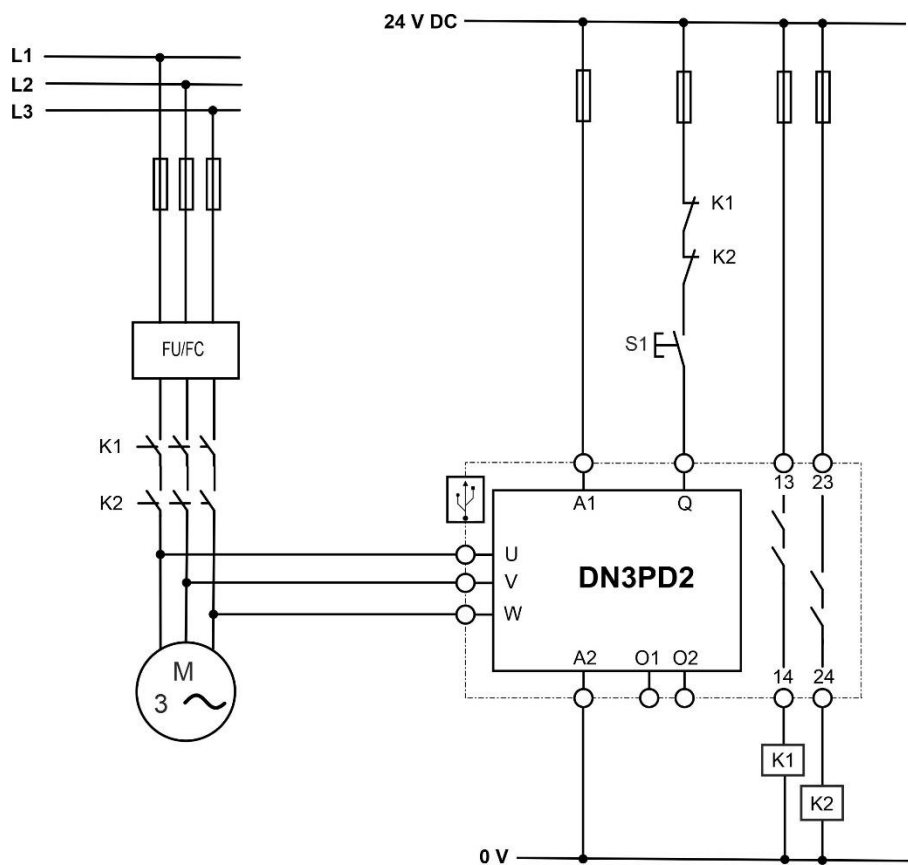 24 V DC
L1
L2
L3
K1
K2
S1
FU/FC
K1
K2
13 23
A1 Q
U
V
W
DN3PD2
A2 O1 O2
14 24
M
3
K1
K2
0 V